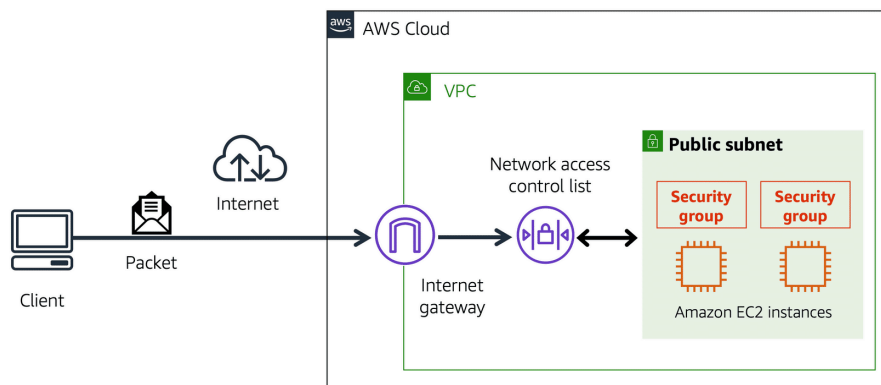 aws
AWS Cloud
VPC
Public subnet
Network access
control list
Security
group
Security
group
Internet
Packet
Client
Internet
gateway
Amazon EC2 instances